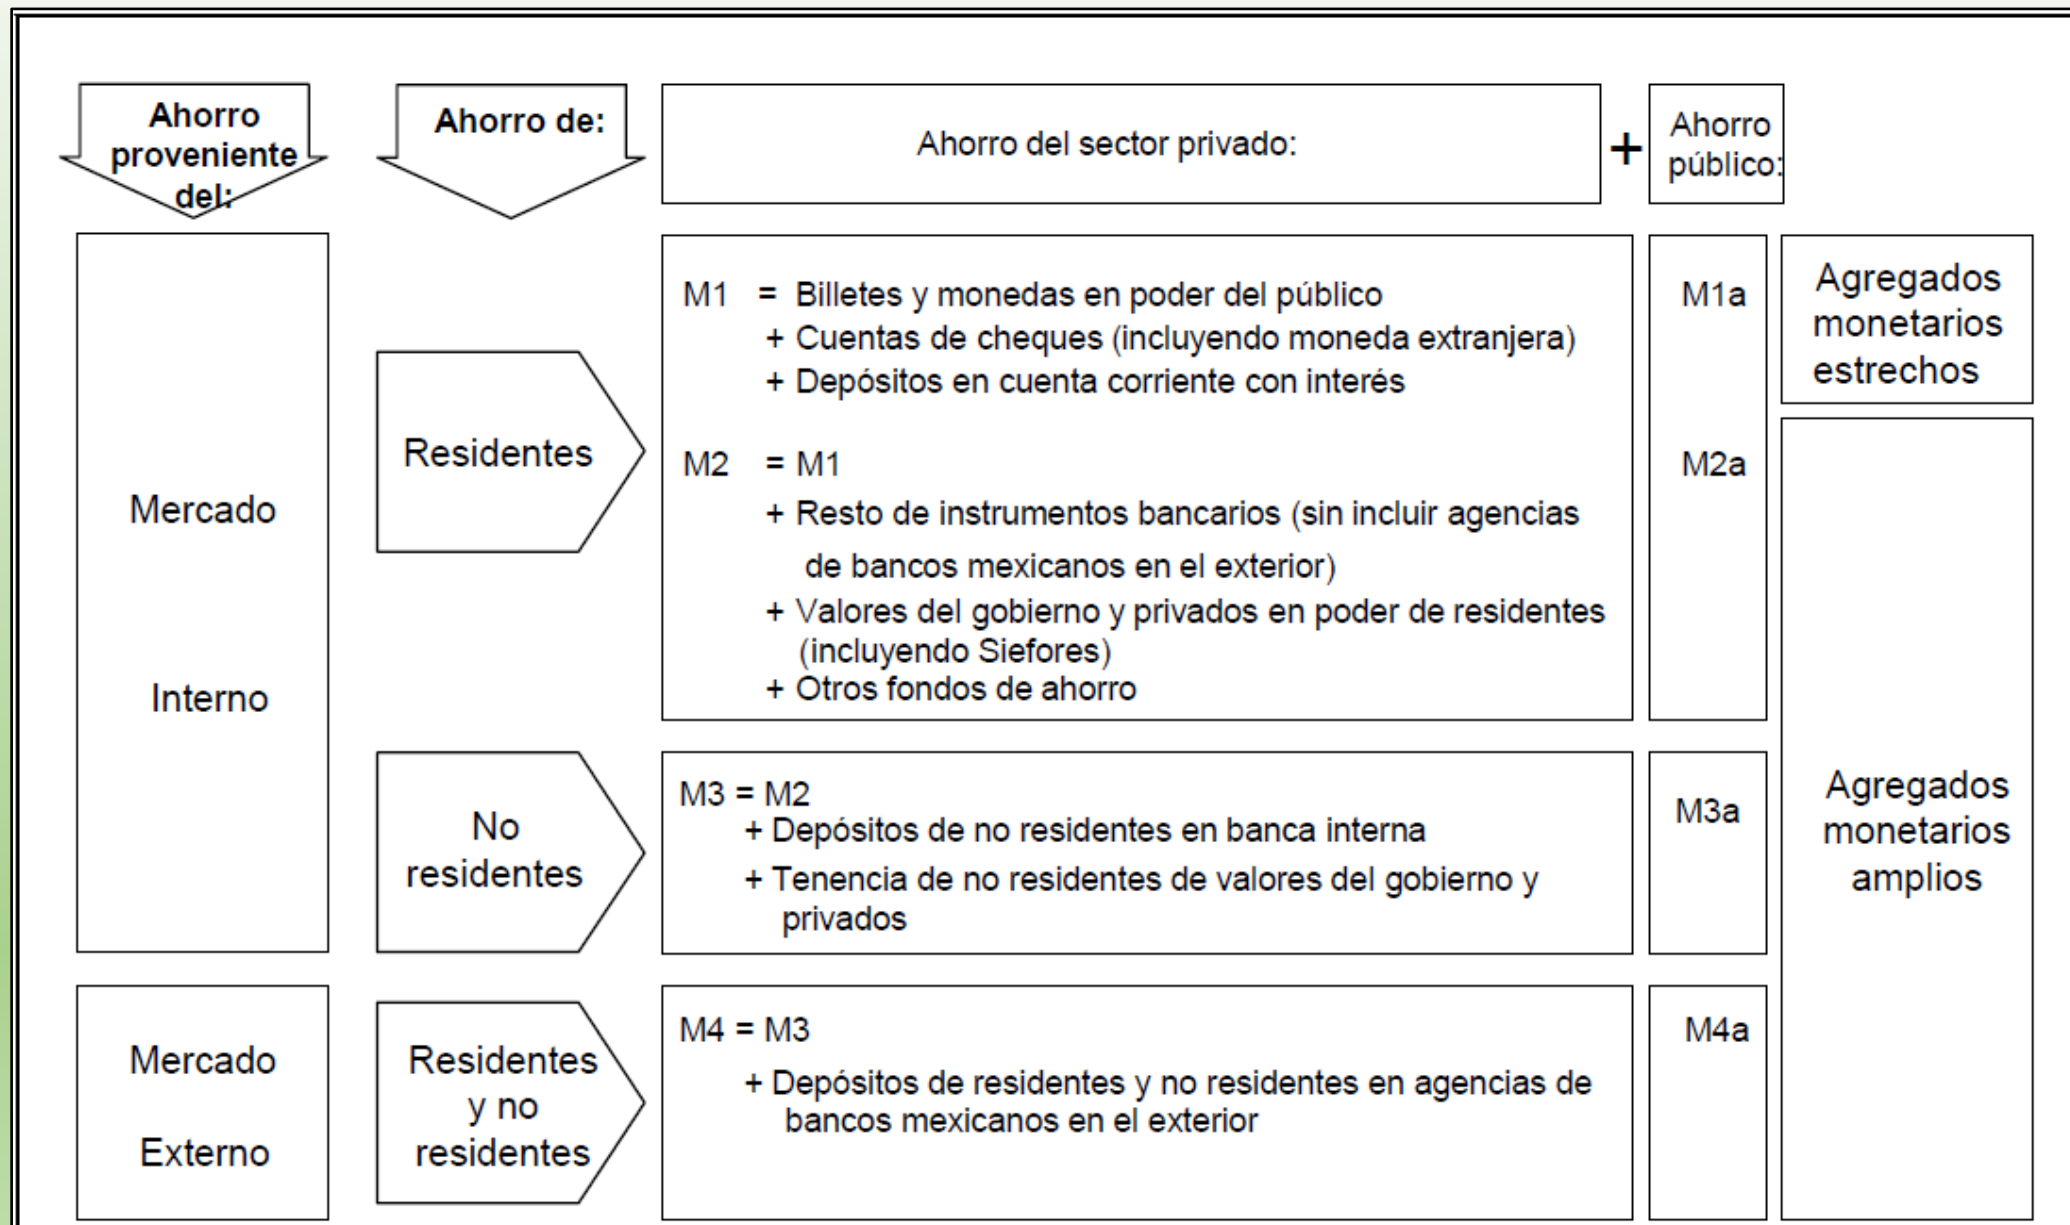 Ahorro
proveniente
del:
Ahorro de:
Ahorro del sector privado:
+
Ahorro
público:
Mercado
Interno
Residentes
M1 = Billetes y monedas en poder del público
+ Cuentas de cheques (incluyendo moneda extranjera)
+ Depósitos en cuenta corriente con interés
M2 = M1
+ Resto de instrumentos bancarios (sin incluir agencias
de bancos mexicanos en el exterior)
+ Valores del gobierno y privados en poder de residentes
(incluyendo Siefores)
+ Otros fondos de ahorro
M1a
M2a
Agregados
monetarios
estrechos
No
residentes
M3 = M2
+ Depósitos de no residentes en banca interna
+ Tenencia de no residentes de valores del gobierno y
privados
M3a
Agregados
monetarios
amplios
Mercado
Externo
Residentes
y no
residentes
M4 = M3
+ Depósitos de residentes y no residentes en agencias de
bancos mexicanos en el exterior
M4a